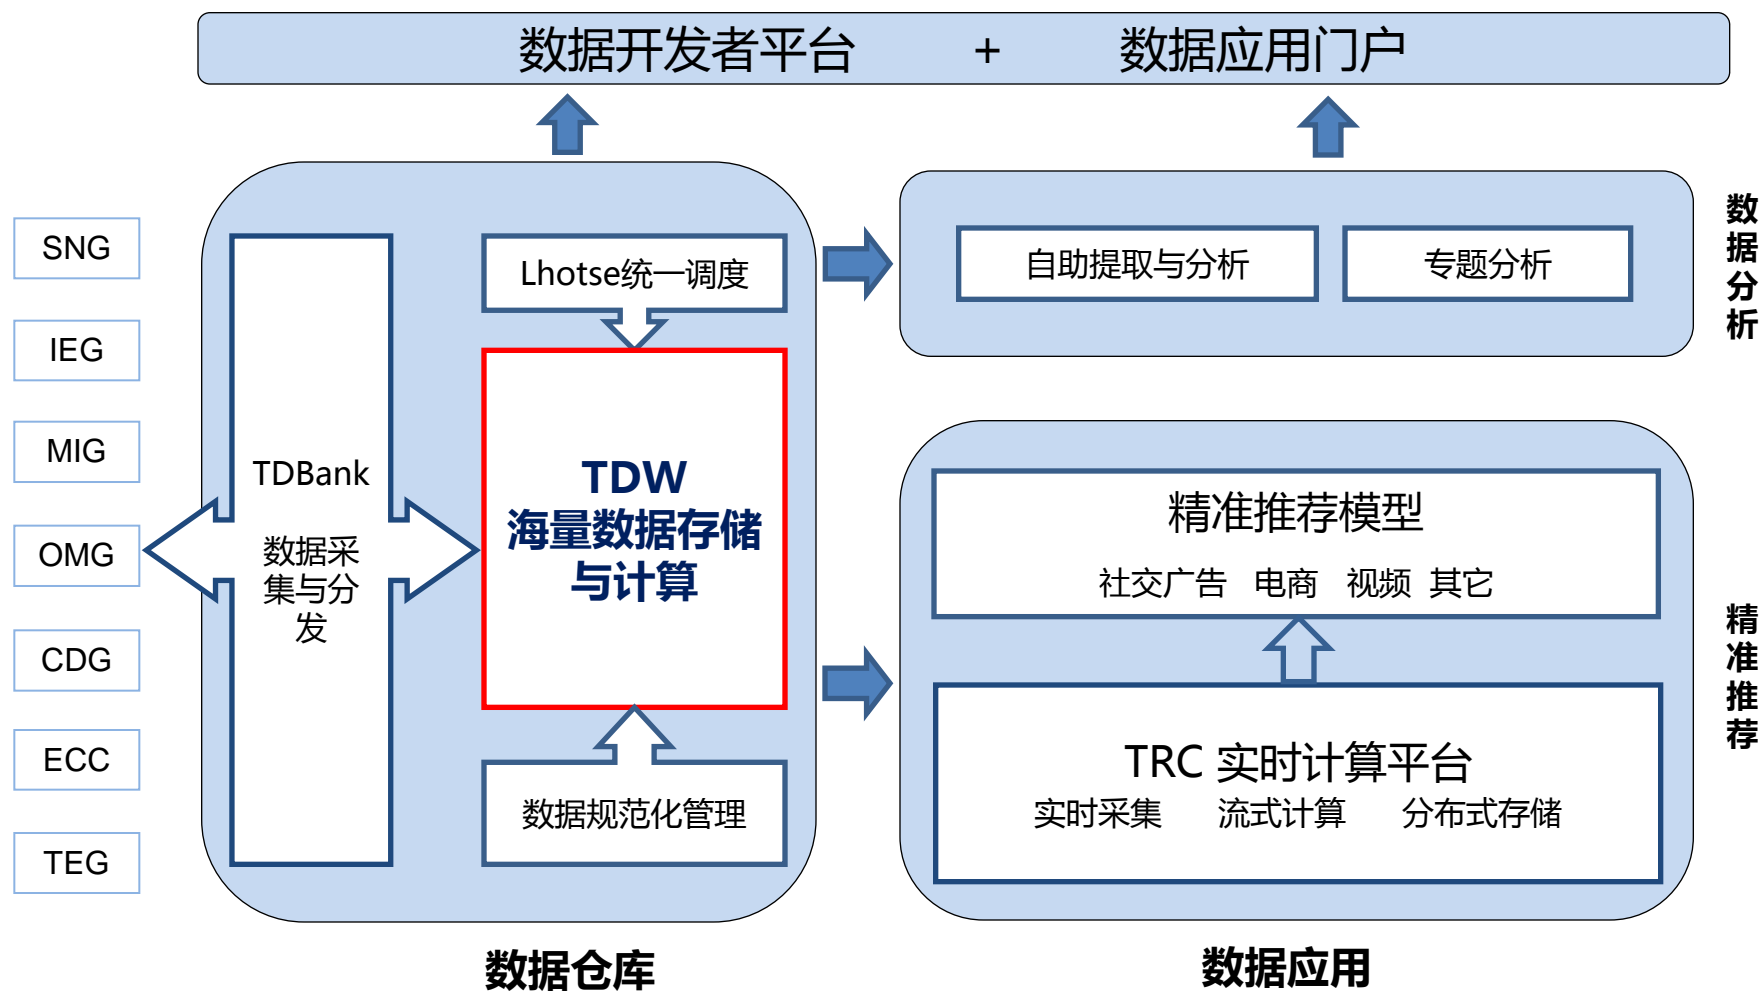 数据开发者平台 + 数据应用门户
SNG
IEG
MIG
OMG
CDG
ECC
TEG
TDBank
数据采
集与分
发
Lhotse统一调度
TDW
海量数据存储
与计算
数据规范化管理
数据仓库
自助提取与分析 专题分析
数据分析
精准推荐模型
社交广告 电商 视频 其它
TRC 实时计算平台
实时采集 流式计算 分布式存储
精准推荐
数据应用